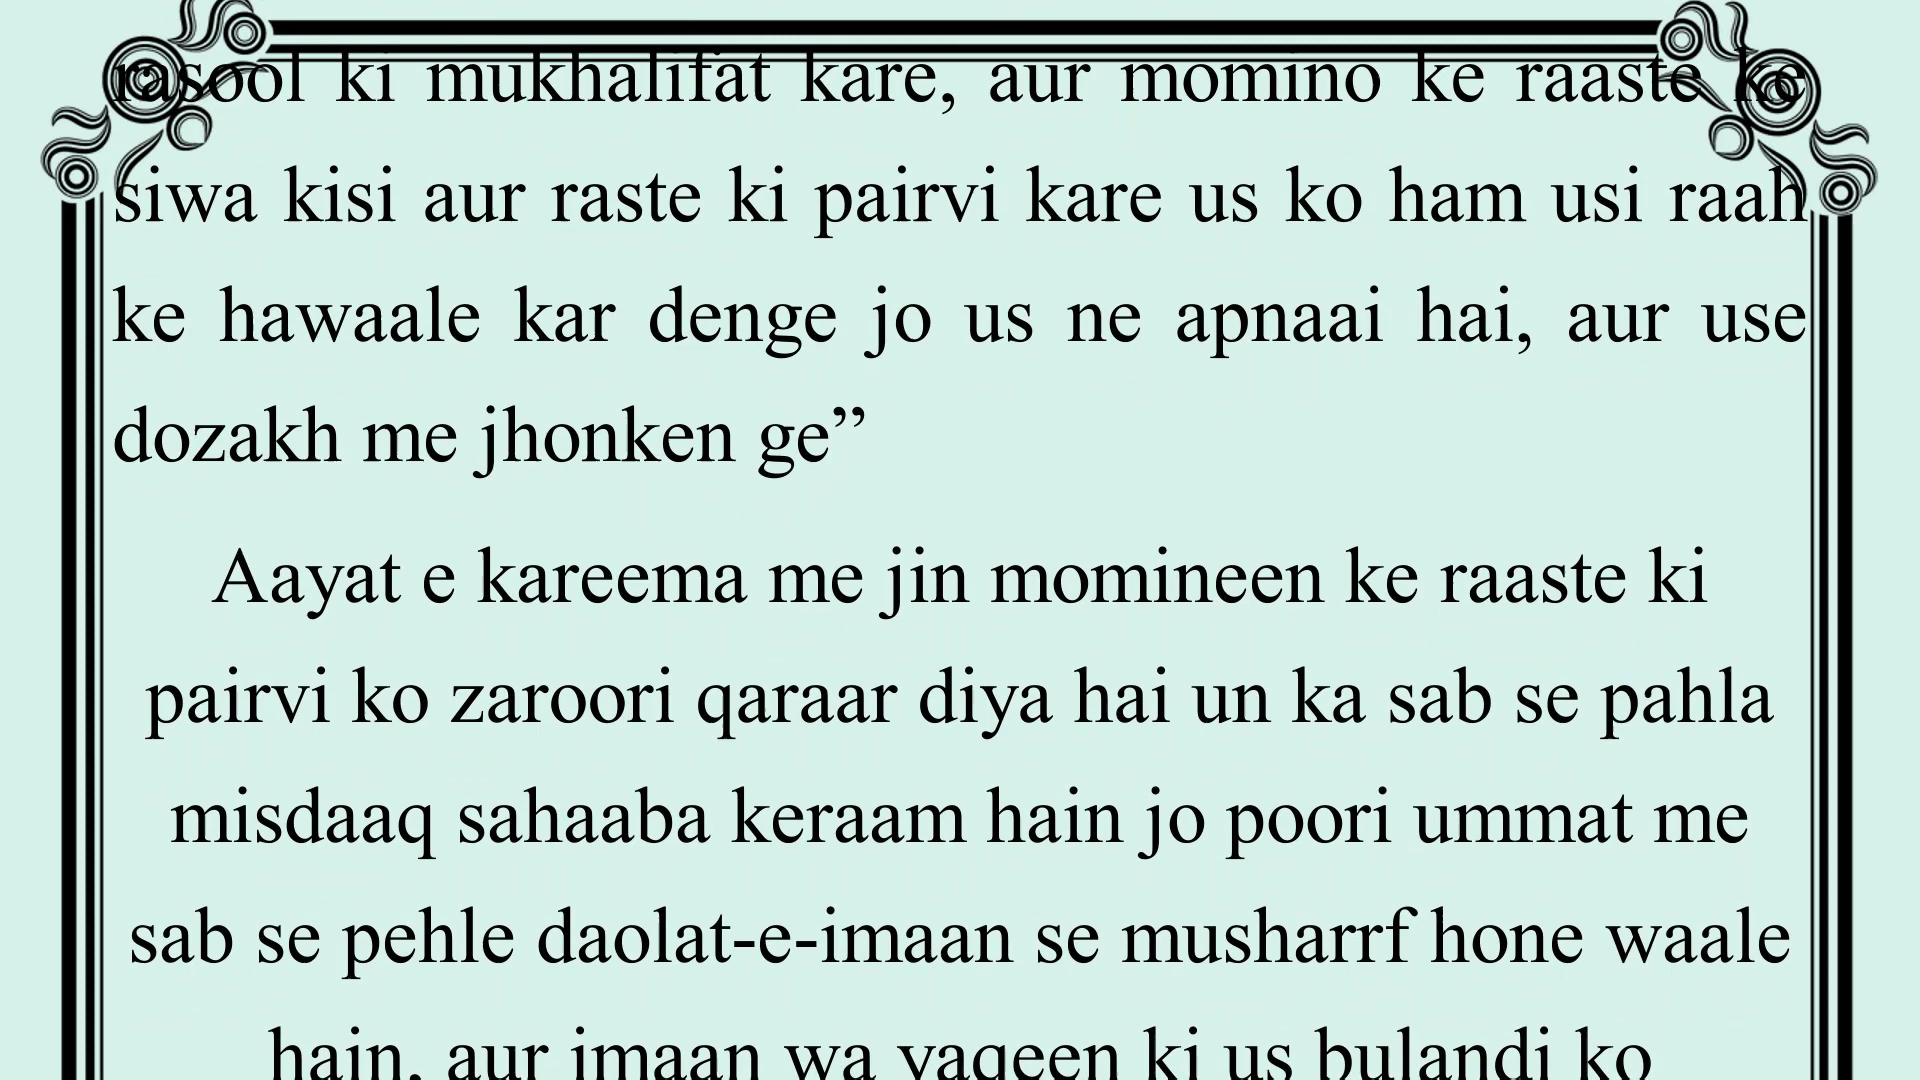 rasool ki mukhalifat kare, aur momino ke raaste ke
siwa kisi aur raste ki pairvi kare us ko ham usi raah
ke hawaale kar denge jo us ne apnaai hai, aur use
dozakh me jhonken ge”
Aayat e kareema me jin momineen ke raaste ki
pairvi ko zaroori qaraar diya hai un ka sab se pahla
misdaaq sahaaba keraam hain jo poori ummat me
sab se pehle daolat-e-imaan se musharrf hone waale
hain, aur imaan wa yaqeen ki us bulandi ko